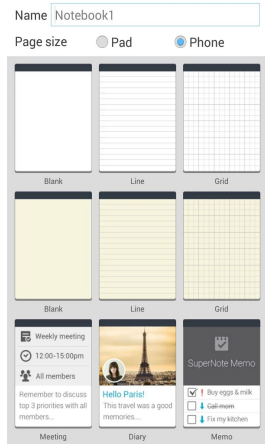 Name Notebook1
Page size Pad Phone
Blank Line Grid
Blank Line Grid
Weekly meeting
12:00-15:00pm
All members
Remember to discuss
top 3 priorities with all
members...
Hello Paris!
This travel was a good
memories...
SuperNote Memo
Buy eggs & milk
Call mom
Fix my kitchen
Meeting Diary Memo